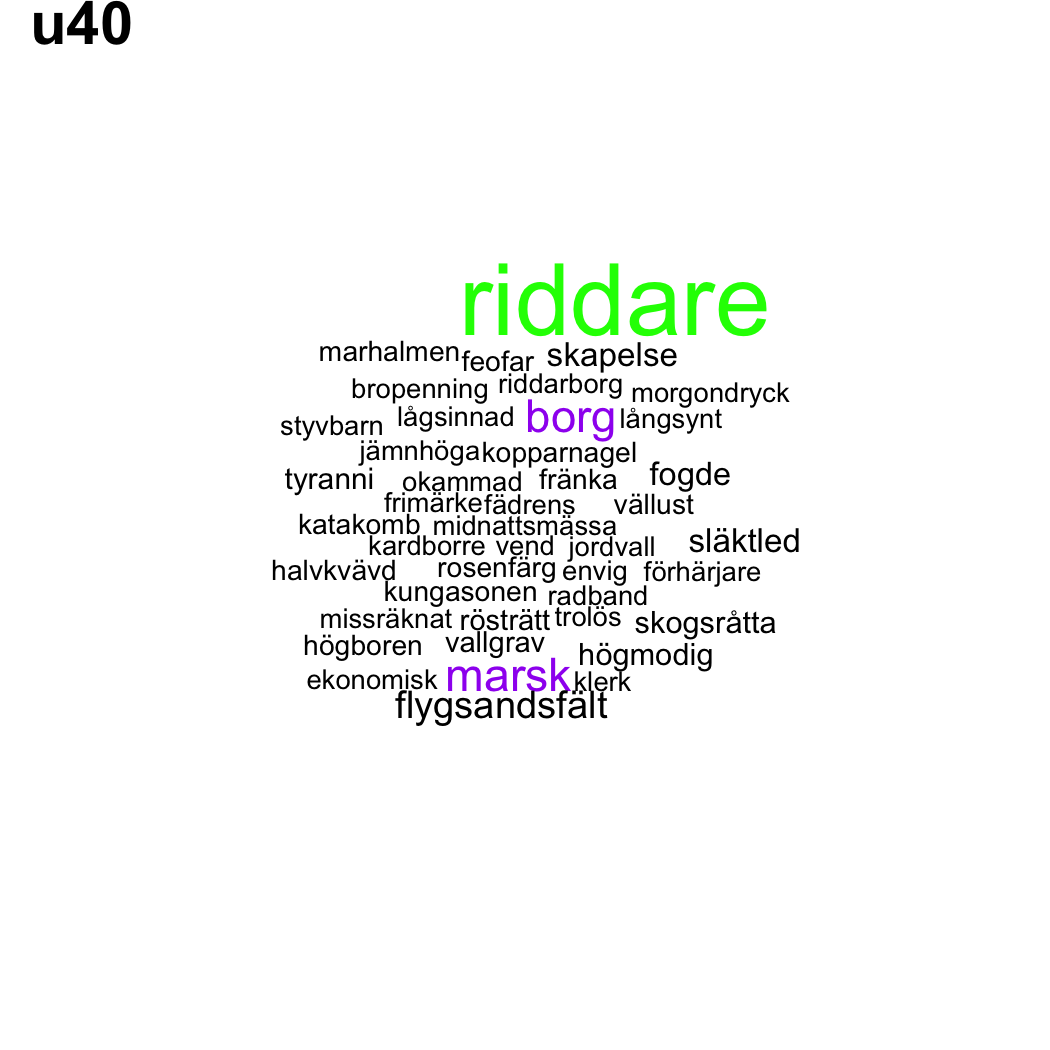 u40
riddare
marhalmen feofar skapelse
bropenning riddarborg morgondryck
styvbarn lågsinnad borg långsynt
jämnhöga kopparnagel
tyranni okammad fränka fogde
frimärke fädrens vällust
katakomb midnattsmässa
kardborre vend jordvall släktled
halvkvävd rosenfärg envig förhärjare
kungasonen radband
missräknat rösträtt trolös skogsråtta
högboren vallgrav högmodig
ekonomisk marsk klerk
flygsandsfält